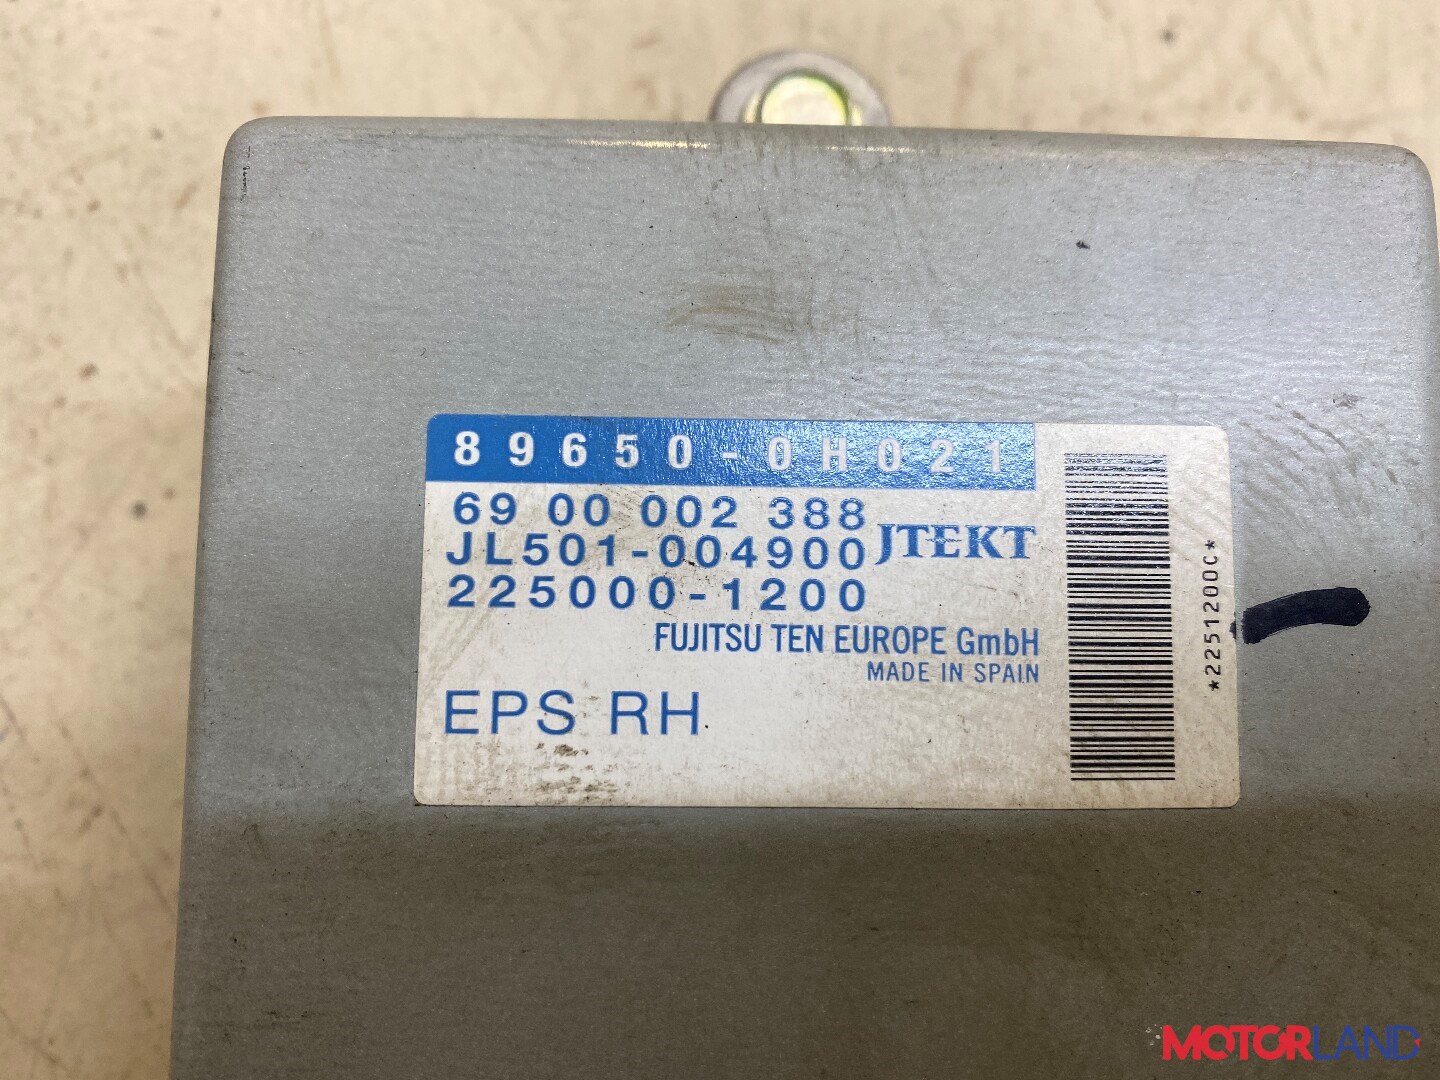 89650-0H021
69 00 002 388
JL501-004900
JTEKT
225000-1200
FUJITSU TEN EUROPE GmbH
MADE IN SPAIN
EPS RH
*2251200C*
MOTORLAND